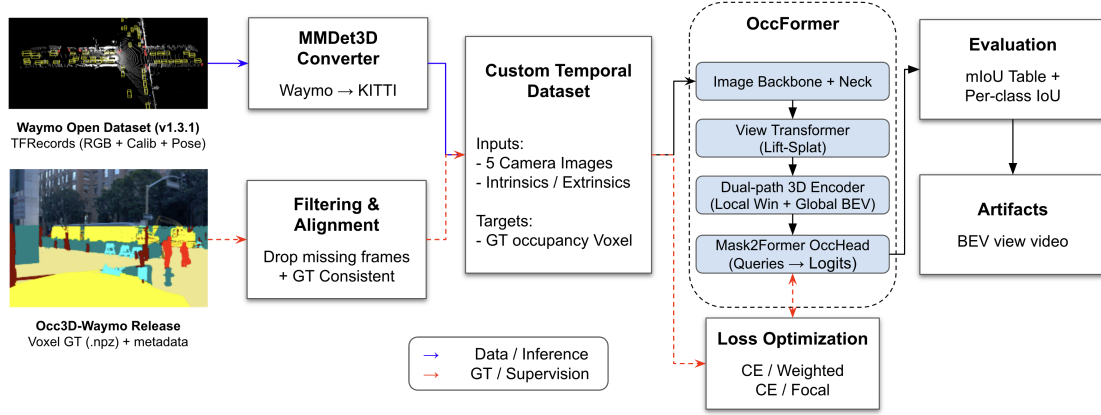 MMDet3D
Converter
Waymo → KITTI
Waymo Open Dataset (v1.3.1)
TFRecords (RGB + Calib + Pose)
Filtering &
Alignment
Drop missing frames
+ GT Consistent
Occ3D-Waymo Release
Voxel GT (.npz) + metadata
Custom Temporal
Dataset
Inputs:
- 5 Camera Images
- Intrinsics / Extrinsics
Targets:
- GT occupancy Voxel
OccFormer
Image Backbone + Neck
View Transformer
(Lift-Splat)
Dual-path 3D Encoder
(Local Win + Global BEV)
Mask2Former OccHead
(Queries → Logits)
Loss Optimization
CE / Weighted
CE / Focal
Evaluation
mIoU Table +
Per-class IoU
Artifacts
BEV view video
→ Data / Inference
→ GT / Supervision